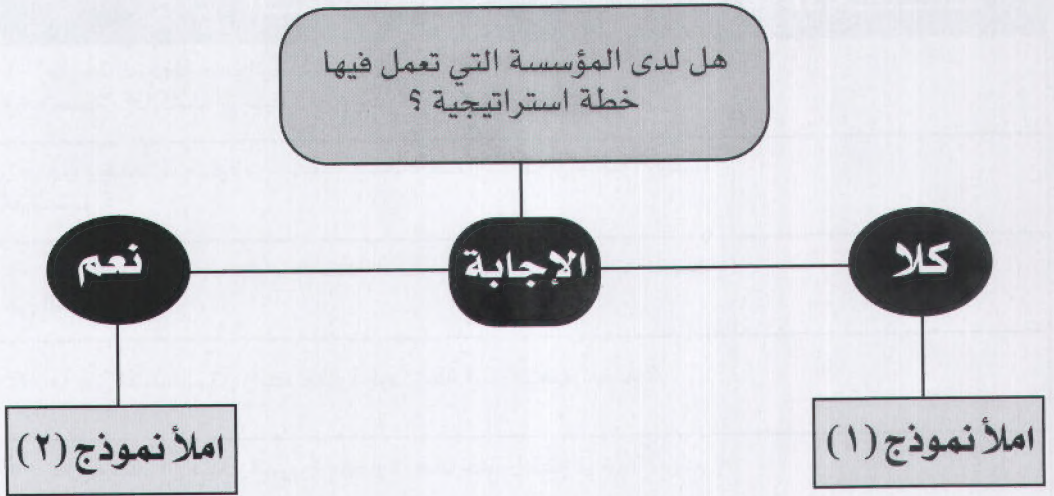 هل لدى المؤسسة التي تعمل فيها
خطة استراتيجية ؟
كلا
الإجابة
نعم
املأ نموذج (١)
املأ نموذج (٢)